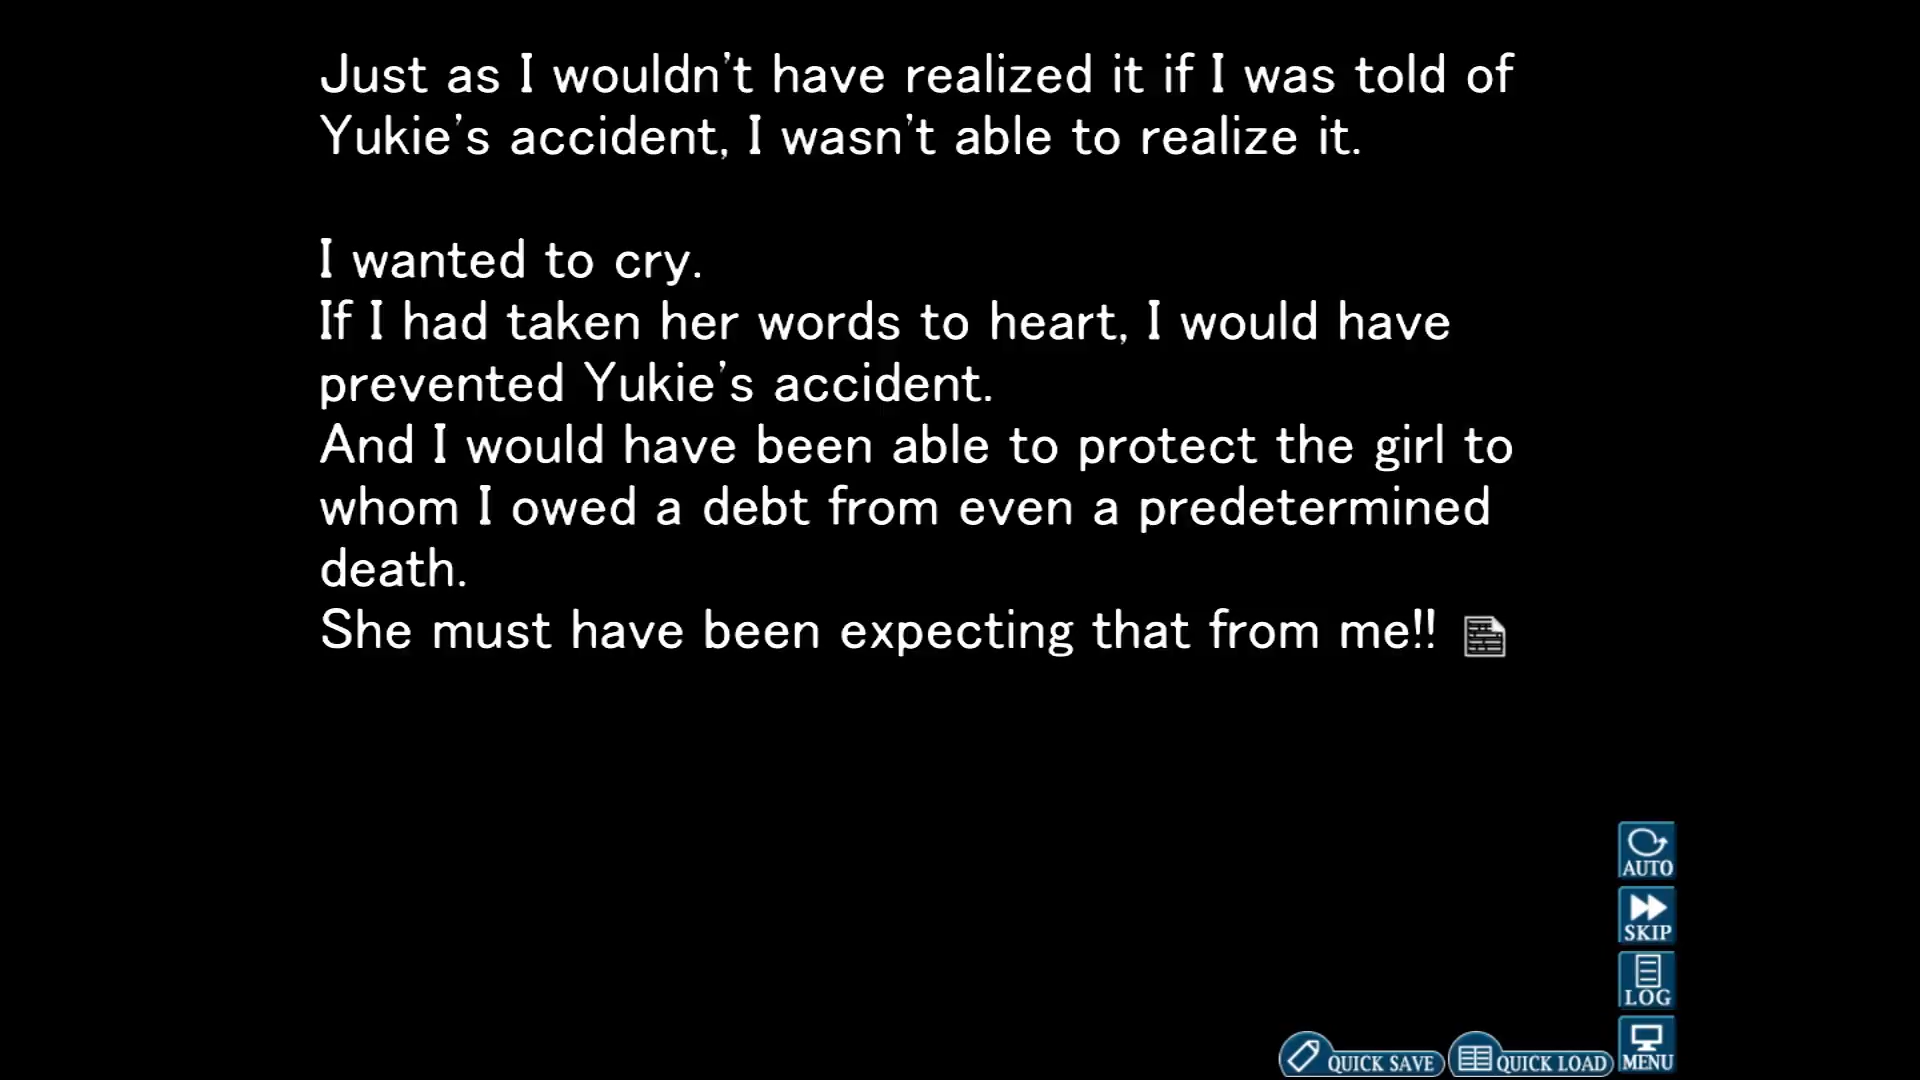 Just as I wouldn't have realized it if I was told of
Yukie's accident, I wasn't able to realize it.
I wanted to cry.
If I had taken her words to heart, I would have
prevented Yukie's accident.
And I would have been able to protect the girl to
whom I owed a debt from even a predetermined
death.
She must have been expecting that from me!!
AUTO
SKIP
LOG
MENU
QUICK SAVE
QUICK LOAD